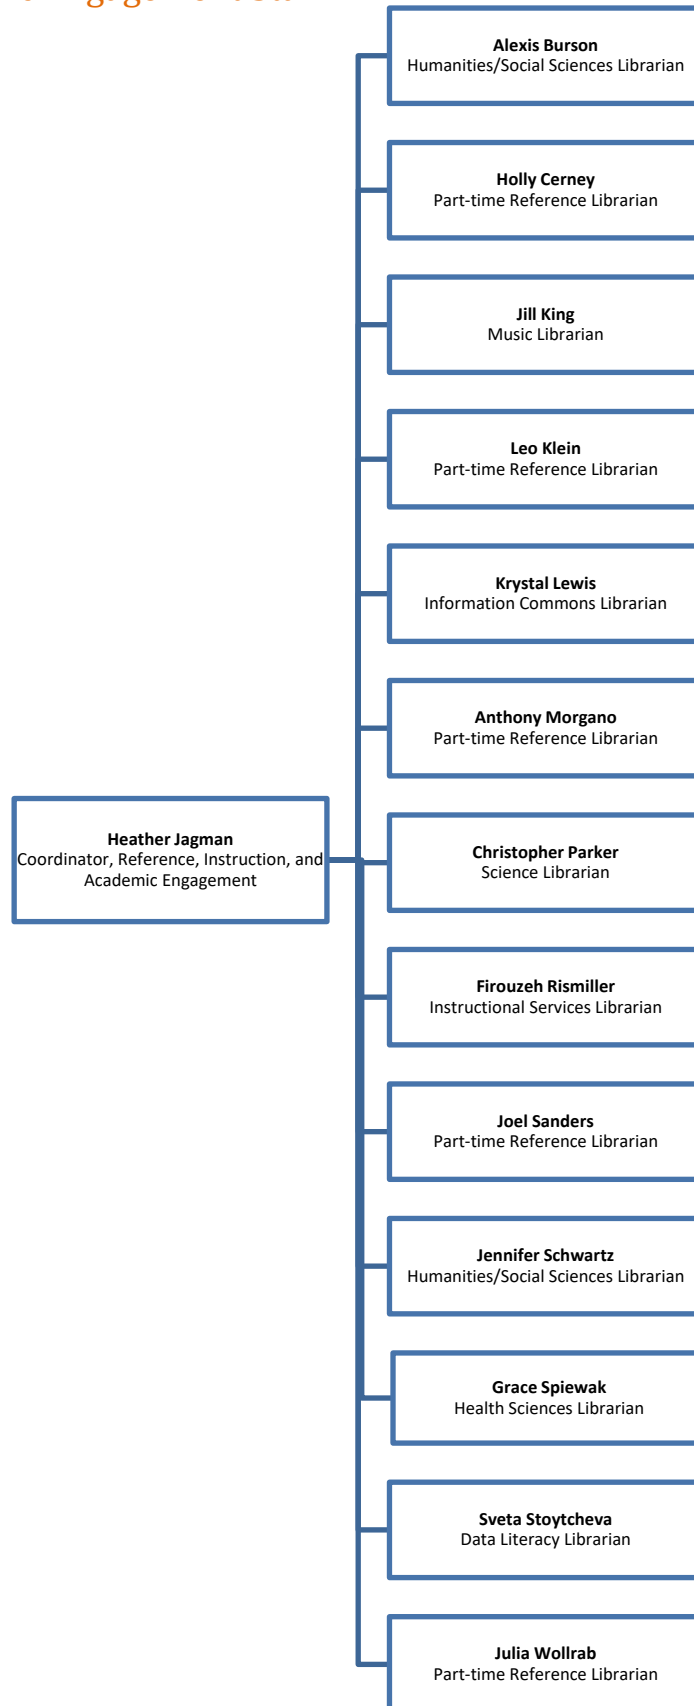 Alexis Burson
Humanities/Social Sciences Librarian
Holly Cerney
Part-time Reference Librarian
Jill King
Music Librarian
Leo Klein
Part-time Reference Librarian
Krystal Lewis
Information Commons Librarian
Anthony Morgano
Part-time Reference Librarian
Heather Jagman
Coordinator, Reference, Instruction, and
Academic Engagement
Christopher Parker
Science Librarian
Firouzeh Rismiller
Instructional Services Librarian
Joel Sanders
Part-time Reference Librarian
Jennifer Schwartz
Humanities/Social Sciences Librarian
Grace Spiewak
Health Sciences Librarian
Sveta Stoytcheva
Data Literacy Librarian
Julia Wollrab
Part-time Reference Librarian